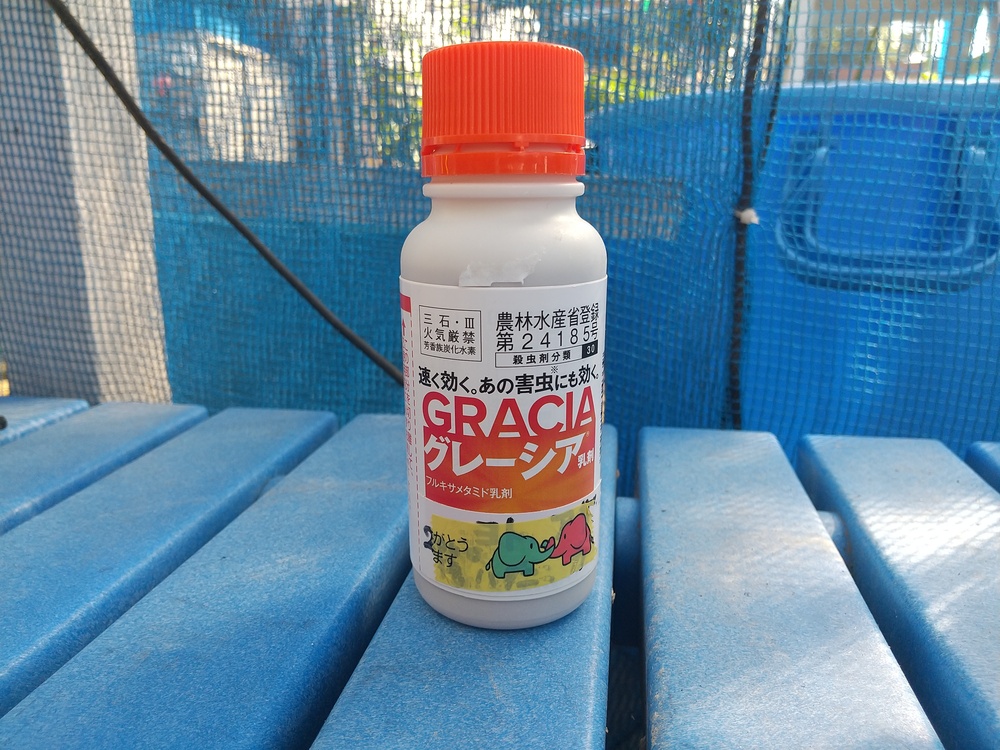 三石・Ⅲ
火気厳禁
芳香族炭化水素
農林水産省登録
第24185号
殺虫剤分類 30
速く効く。あの害虫※にも効く。
GRACIA
グレーシア乳剤
フルキサメタミド乳剤
がとう
ます